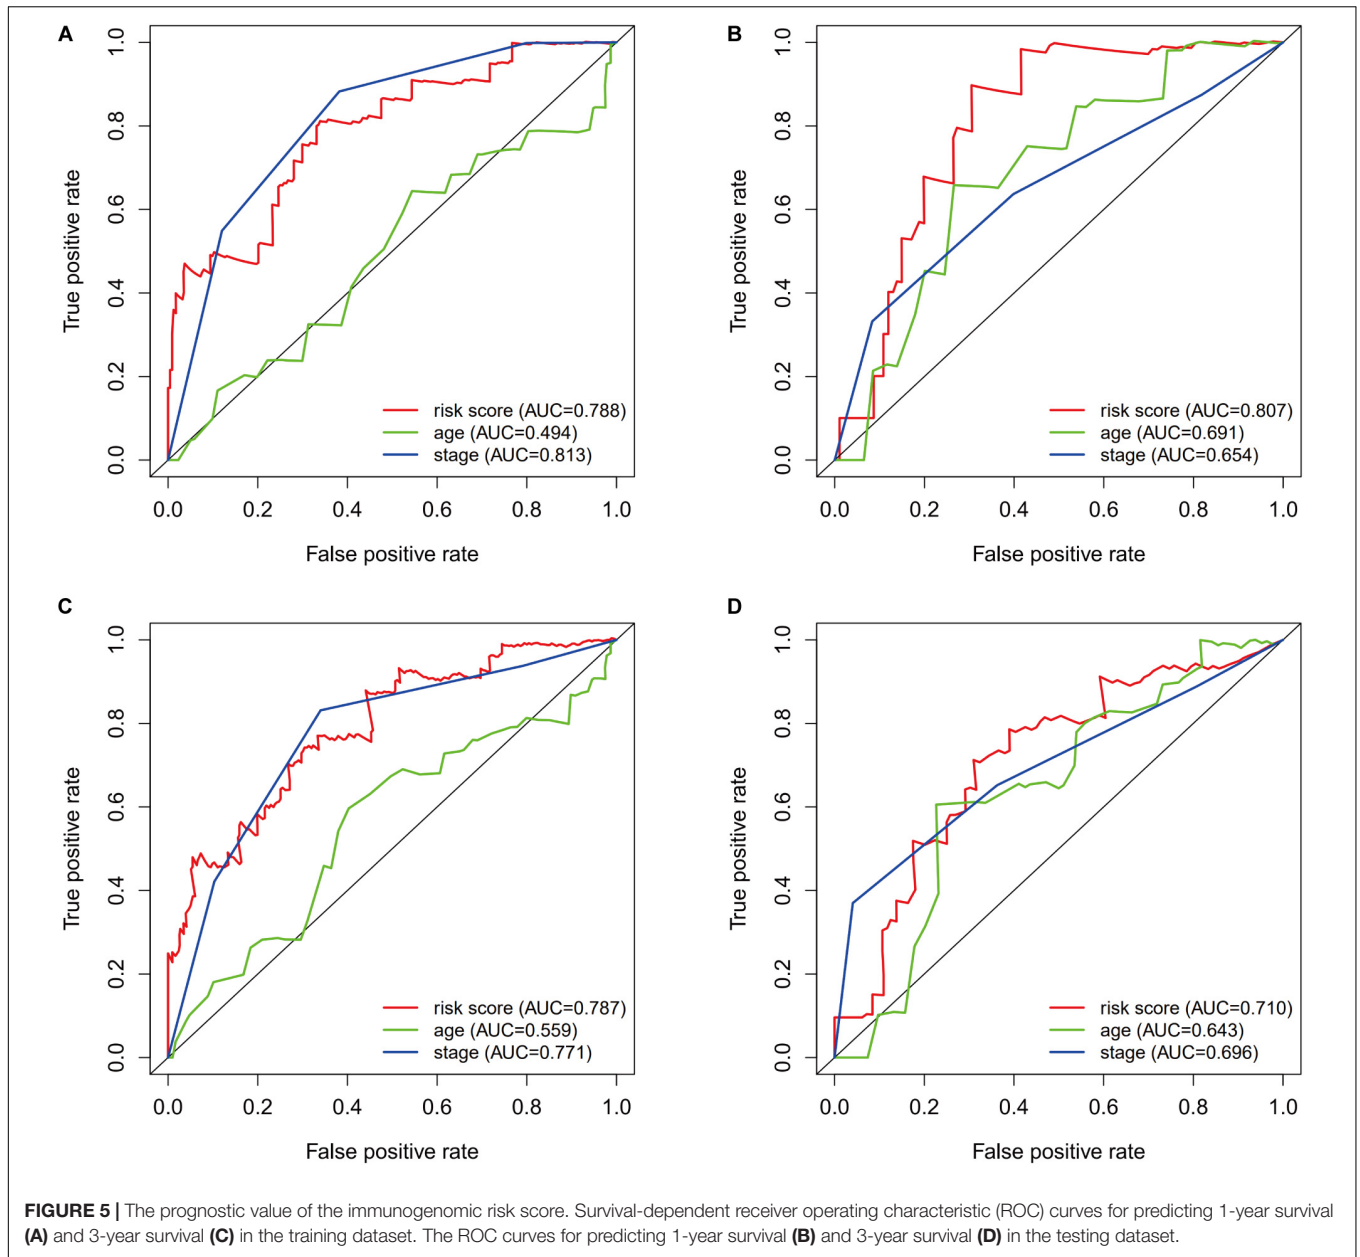 A
1.0
0.8
0.6
0.4
0.2
0.0
True positive rate
risk score (AUC=0.788)
age (AUC=0.494)
stage (AUC=0.813)
0.0 0.2 0.4 0.6 0.8 1.0
False positive rate
B
1.0
0.8
0.6
0.4
0.2
0.0
True positive rate
risk score (AUC=0.807)
age (AUC=0.691)
stage (AUC=0.654)
0.0 0.2 0.4 0.6 0.8 1.0
False positive rate
C
1.0
0.8
0.6
0.4
0.2
0.0
True positive rate
risk score (AUC=0.787)
age (AUC=0.559)
stage (AUC=0.771)
0.0 0.2 0.4 0.6 0.8 1.0
False positive rate
D
1.0
0.8
0.6
0.4
0.2
0.0
True positive rate
risk score (AUC=0.710)
age (AUC=0.643)
stage (AUC=0.696)
0.0 0.2 0.4 0.6 0.8 1.0
False positive rate
FIGURE 5 | The prognostic value of the immunogenomic risk score. Survival-dependent receiver operating characteristic (ROC) curves for predicting 1-year survival
(A) and 3-year survival (C) in the training dataset. The ROC curves for predicting 1-year survival (B) and 3-year survival (D) in the testing dataset.